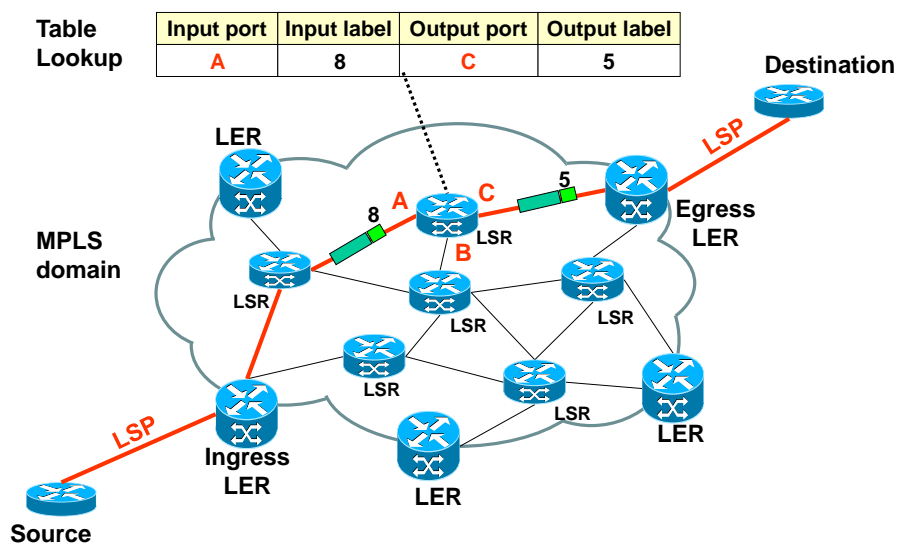 Table
Lookup
Input port Input label Output port Output label
A 8 C 5
Destination
LER
LSP
A
C
5
8
LSR
B
Egress
LER
MPLS
domain
LSR
LSR
LSR
LSR
LSR
LER
LSP
Ingress
LER
LER
Source